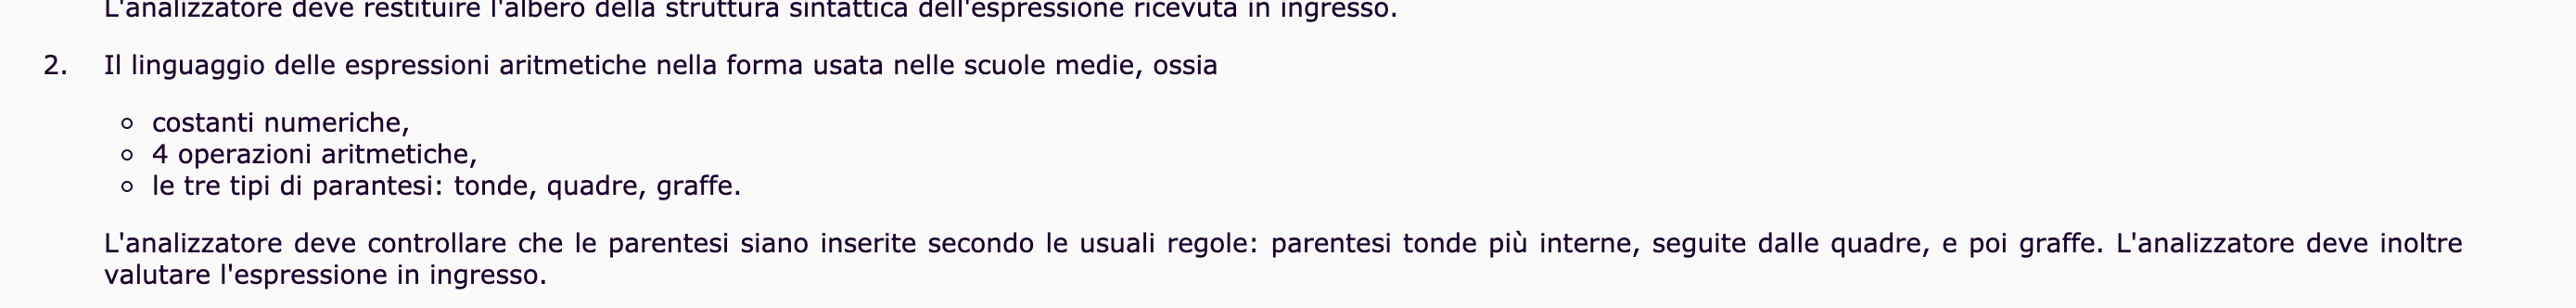 L'analizzatore deve restituire l'albero della struttura sintattica dell'espressione ricevuta in ingresso.
2. Il linguaggio delle espressioni aritmetiche nella forma usata nelle scuole medie, ossia
◦ costanti numeriche,
◦ 4 operazioni aritmetiche,
◦ le tre tipi di parantesi: tonde, quadre, graffe.
L'analizzatore deve controllare che le parentesi siano inserite secondo le usuali regole: parentesi tonde più interne, seguite dalle quadre, e poi graffe. L'analizzatore deve inoltre
valutare l'espressione in ingresso.